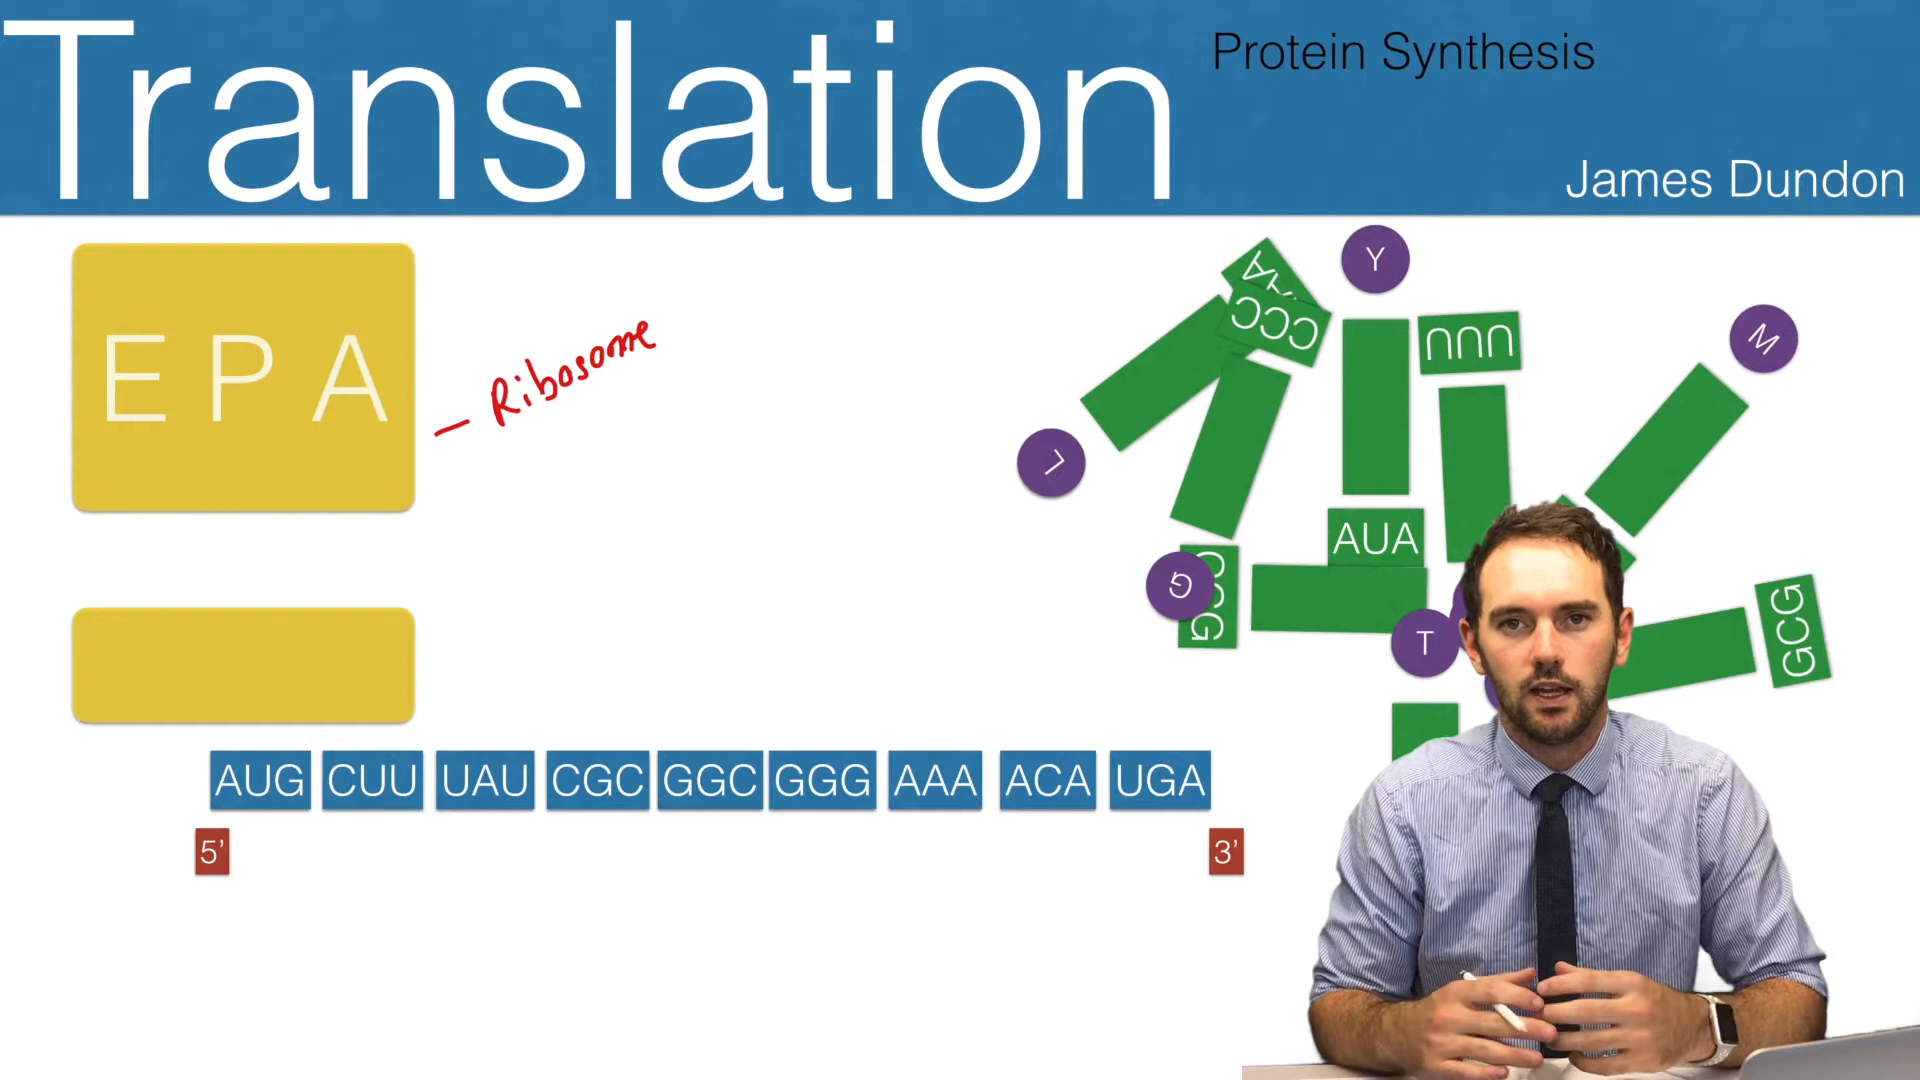 Translation
Protein Synthesis
James Dundon
E P A
– Ribosome
CCC
Y
UUU
M
L
AUA
G
T
GCG
AUG CUU UAU CGC GGC GGG AAA ACA UGA
5’
3’